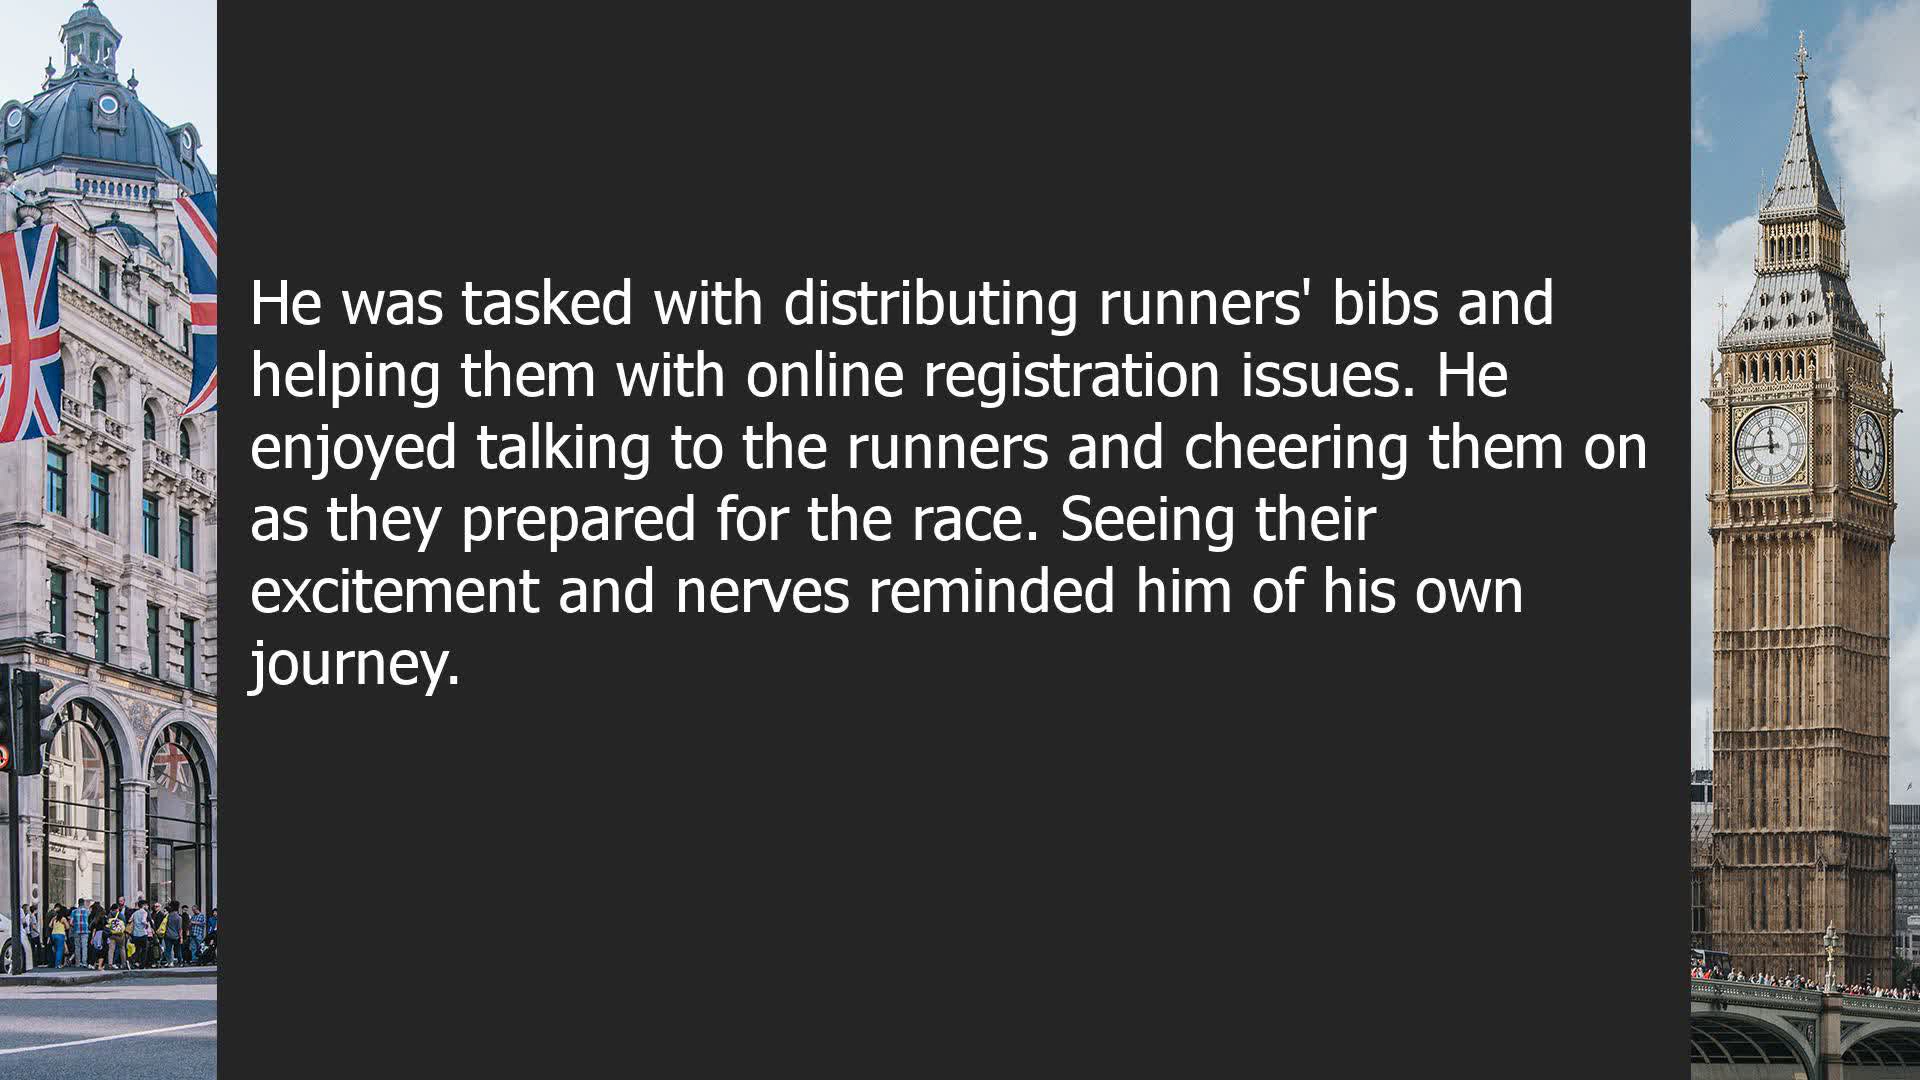 He was tasked with distributing runners' bibs and
helping them with online registration issues. He
enjoyed talking to the runners and cheering them on
as they prepared for the race. Seeing their
excitement and nerves reminded him of his own
journey.